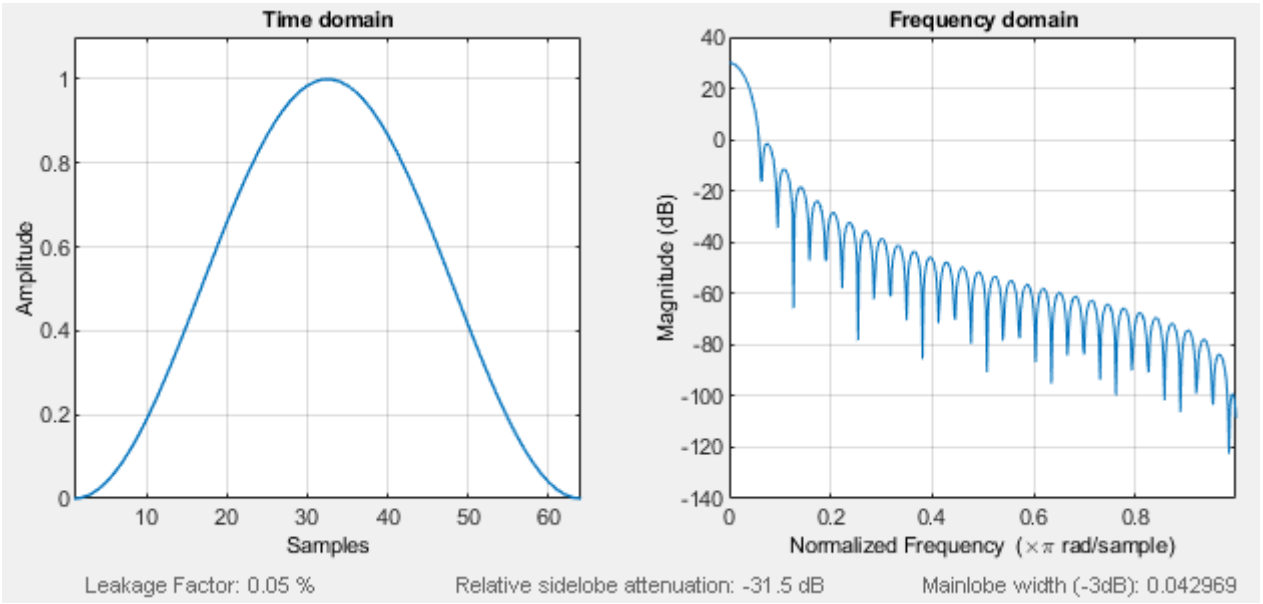 Time domain
1
0.8
0.6
0.4
0.2
0
Amplitude
10 20 30 40 50 60
Samples
Frequency domain
40
20
0
-20
-40
-60
-80
-100
-120
-140
Magnitude (dB)
0 0.2 0.4 0.6 0.8
Normalized Frequency (×π rad/sample)
Leakage Factor: 0.05 % Relative sidelobe attenuation: -31.5 dB Mainlobe width (-3dB): 0.042969